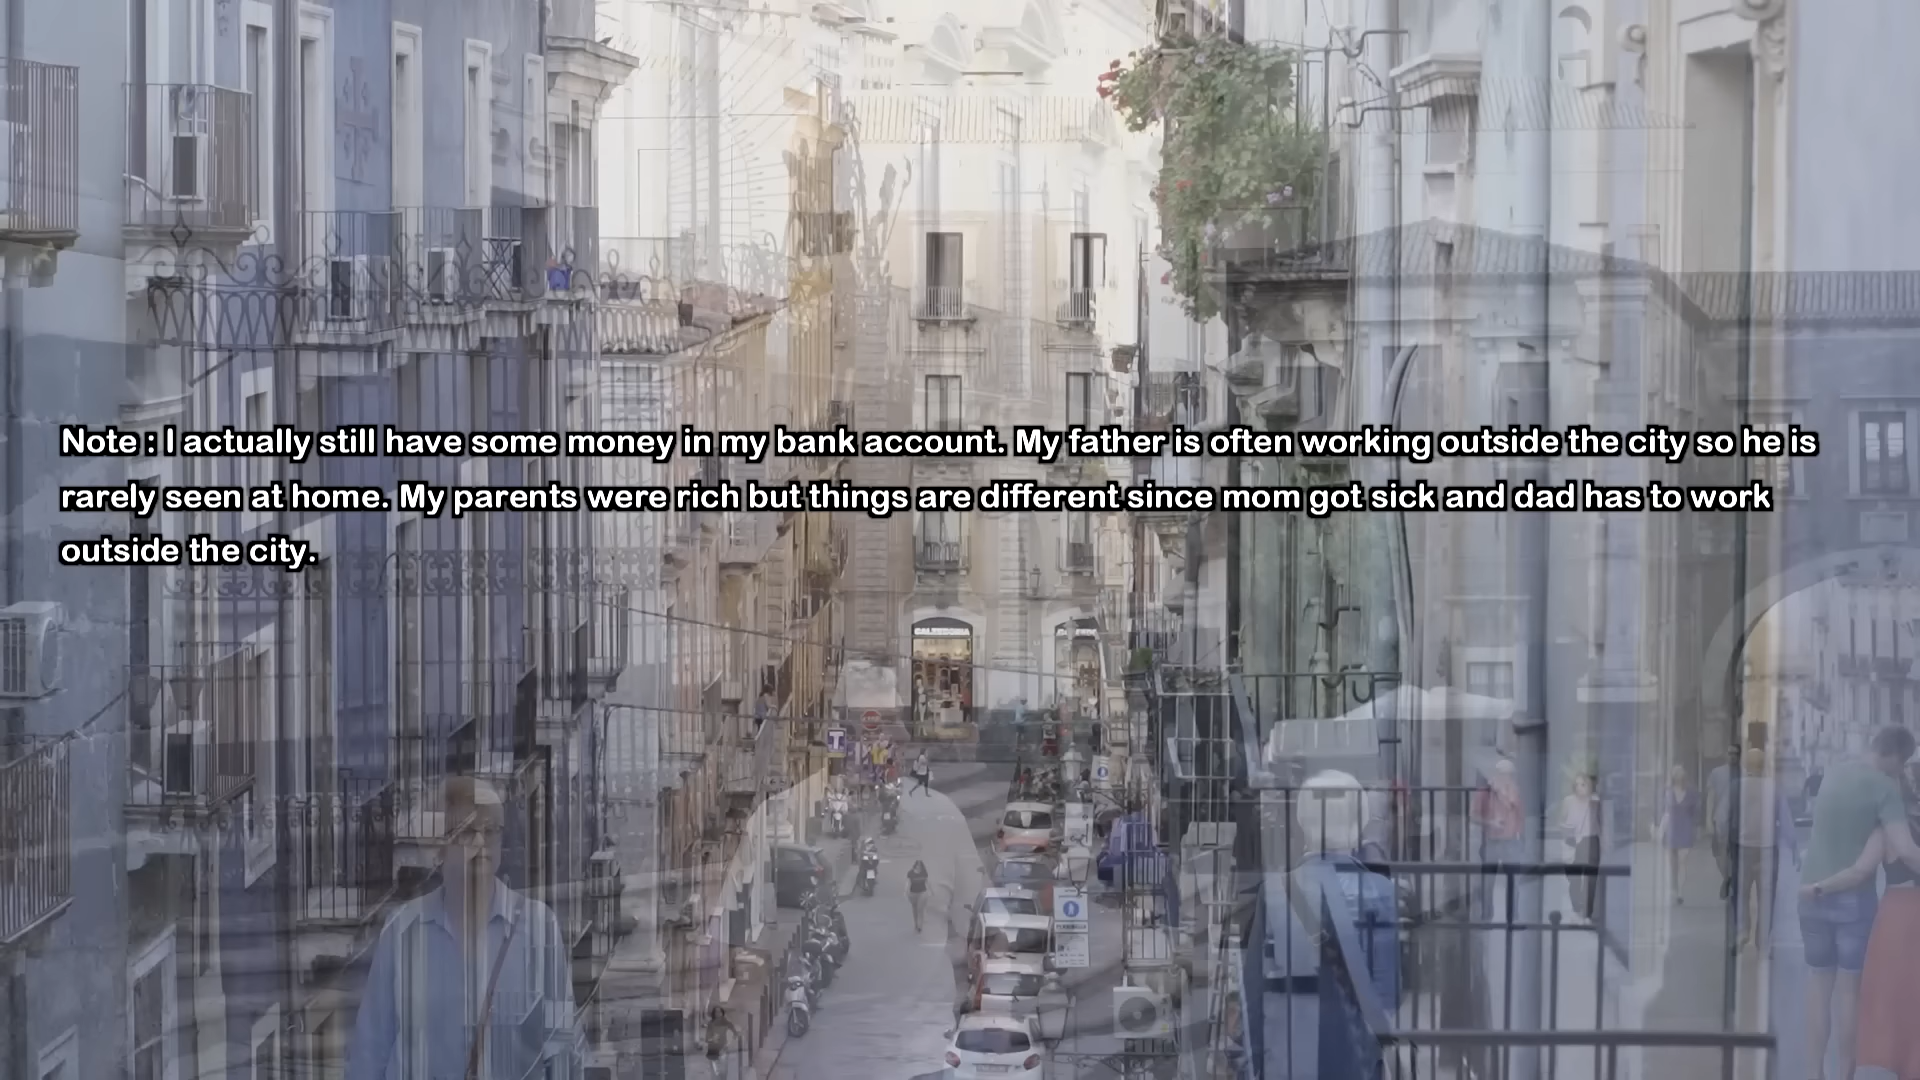 Note : I actually still have some money in my bank account. My father is often working outside the city so he is
rarely seen at home. My parents were rich but things are different since mom got sick and dad has to work
outside the city.
T